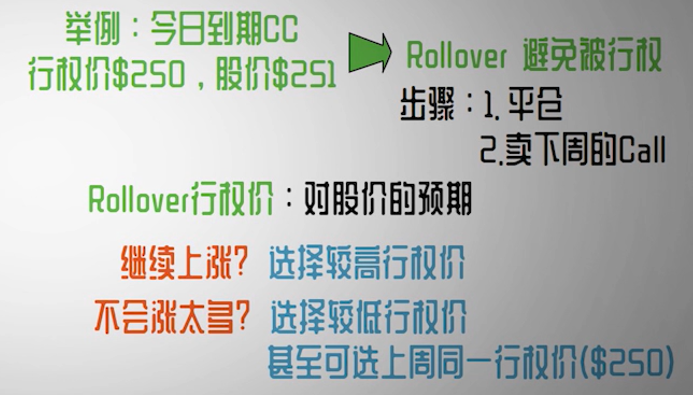 举例：今日到期CC
行权价$250，股价$251
Rollover 避免被行权
步骤：1. 平仓
2.卖下周的Call
Rollover行权价：对股价的预期
继续上涨？ 选择较高行权价
不会涨太多？ 选择较低行权价
甚至可选上周同一行权价($250)